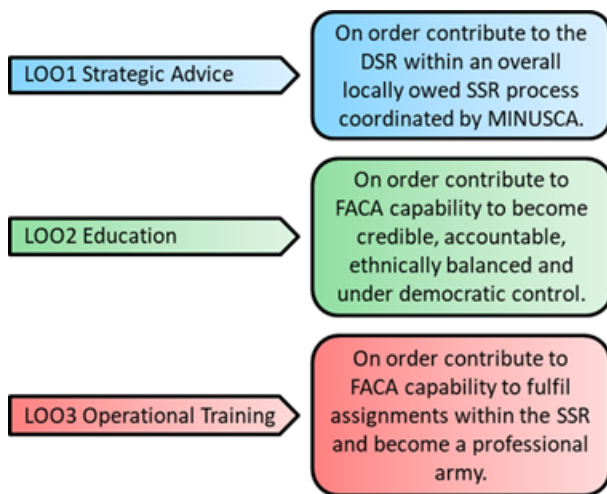 LOO1 Strategic Advice
On order contribute to the
DSR within an overall
locally owed SSR process
coordinated by MINUSCA.
LOO2 Education
On order contribute to
FACA capability to become
credible, accountable,
ethnically balanced and
under democratic control.
LOO3 Operational Training
On order contribute to
FACA capability to fulfil
assignments within the SSR
and become a professional
army.